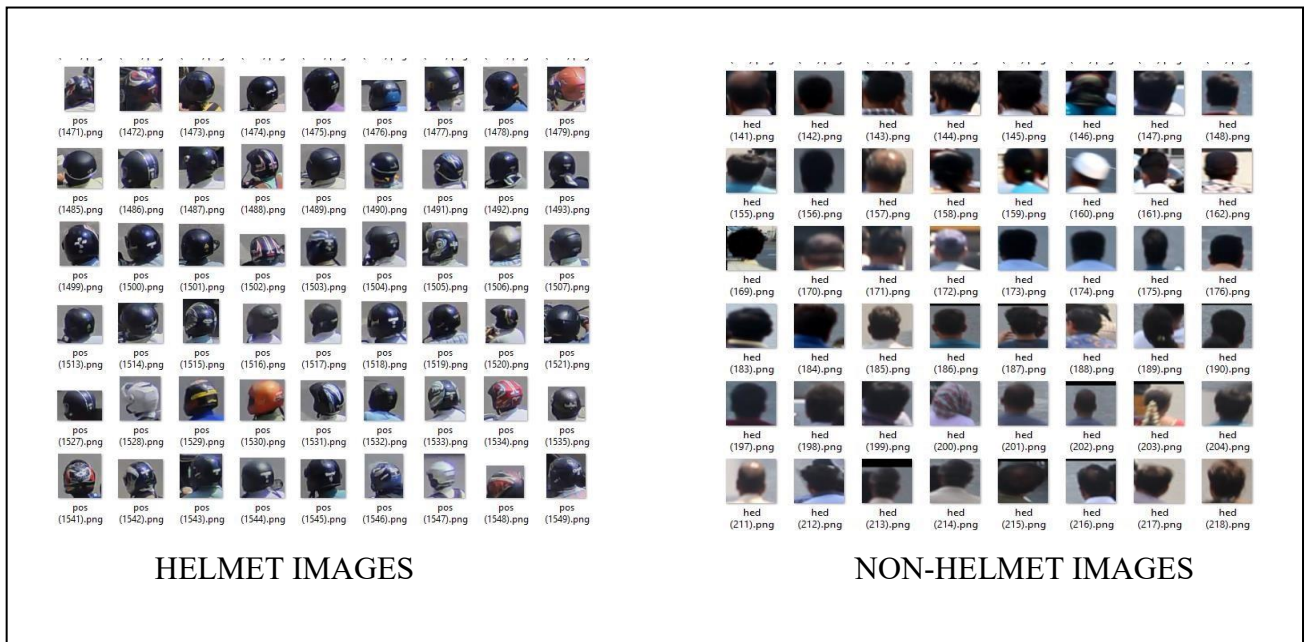 pos pos pos pos pos pos pos pos pos
(1471).png (1472).png (1473).png (1474).png (1475).png (1476).png (1477).png (1478).png (1479).png
pos pos pos pos pos pos pos pos pos
(1485).png (1486).png (1487).png (1488).png (1489).png (1490).png (1491).png (1492).png (1493).png
pos pos pos pos pos pos pos pos pos
(1499).png (1500).png (1501).png (1502).png (1503).png (1504).png (1505).png (1506).png (1507).png
pos pos pos pos pos pos pos pos pos
(1513).png (1514).png (1515).png (1516).png (1517).png (1518).png (1519).png (1520).png (1521).png
pos pos pos pos pos pos pos pos pos
(1527).png (1528).png (1529).png (1530).png (1531).png (1532).png (1533).png (1534).png (1535).png
pos pos pos pos pos pos pos pos pos
(1541).png (1542).png (1543).png (1544).png (1545).png (1546).png (1547).png (1548).png (1549).png
HELMET IMAGES
hed hed hed hed hed hed hed hed
(141).png (142).png (143).png (144).png (145).png (146).png (147).png (148).png
hed hed hed hed hed hed hed hed
(155).png (156).png (157).png (158).png (159).png (160).png (161).png (162).png
hed hed hed hed hed hed hed hed
(169).png (170).png (171).png (172).png (173).png (174).png (175).png (176).png
hed hed hed hed hed hed hed hed
(183).png (184).png (185).png (186).png (187).png (188).png (189).png (190).png
hed hed hed hed hed hed hed hed
(197).png (198).png (199).png (200).png (201).png (202).png (203).png (204).png
hed hed hed hed hed hed hed hed
(211).png (212).png (213).png (214).png (215).png (216).png (217).png (218).png
NON-HELMET IMAGES